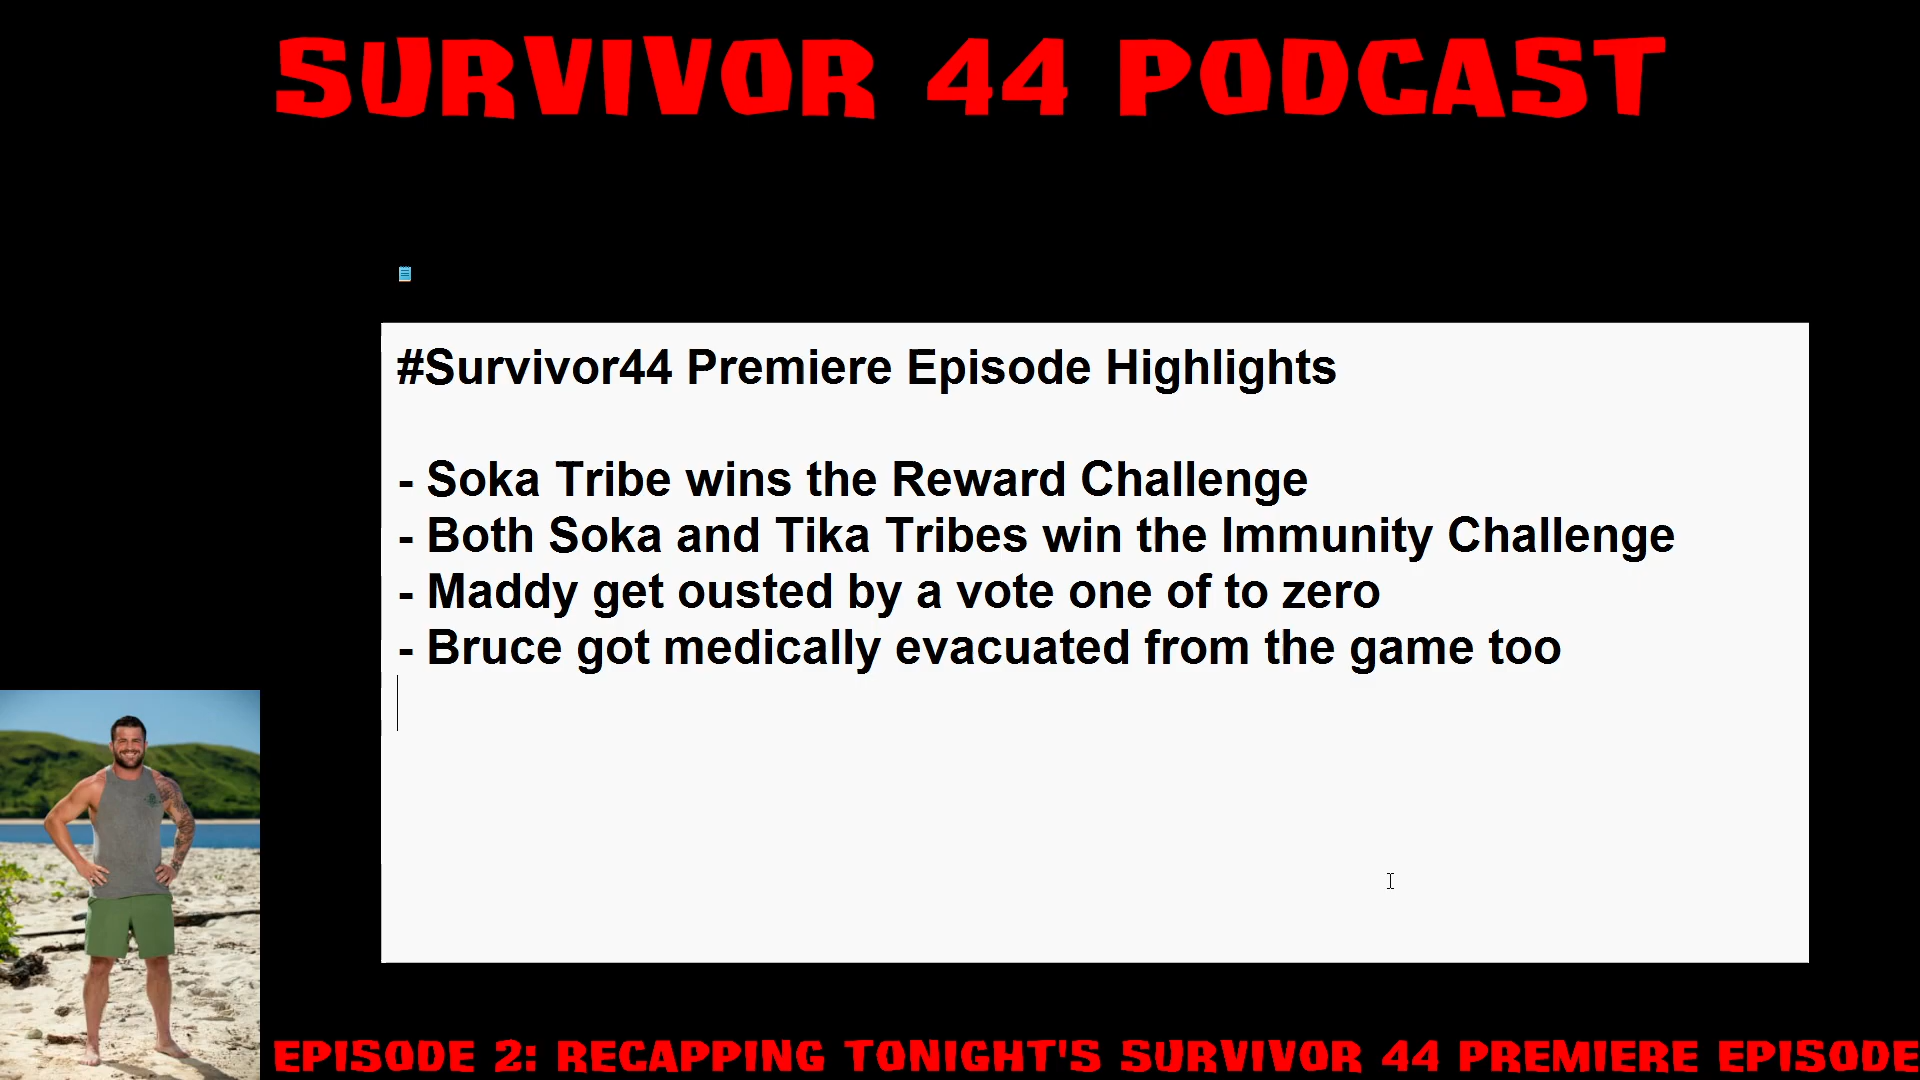 SURVIVOR 44 PODCAST
#Survivor44 Premiere Episode Highlights
- Soka Tribe wins the Reward Challenge
- Both Soka and Tika Tribes win the Immunity Challenge
- Maddy get ousted by a vote one of to zero
- Bruce got medically evacuated from the game too
EPISODE 2: RECAPPING TONIGHT'S SURVIVOR 44 PREMIERE EPISODE